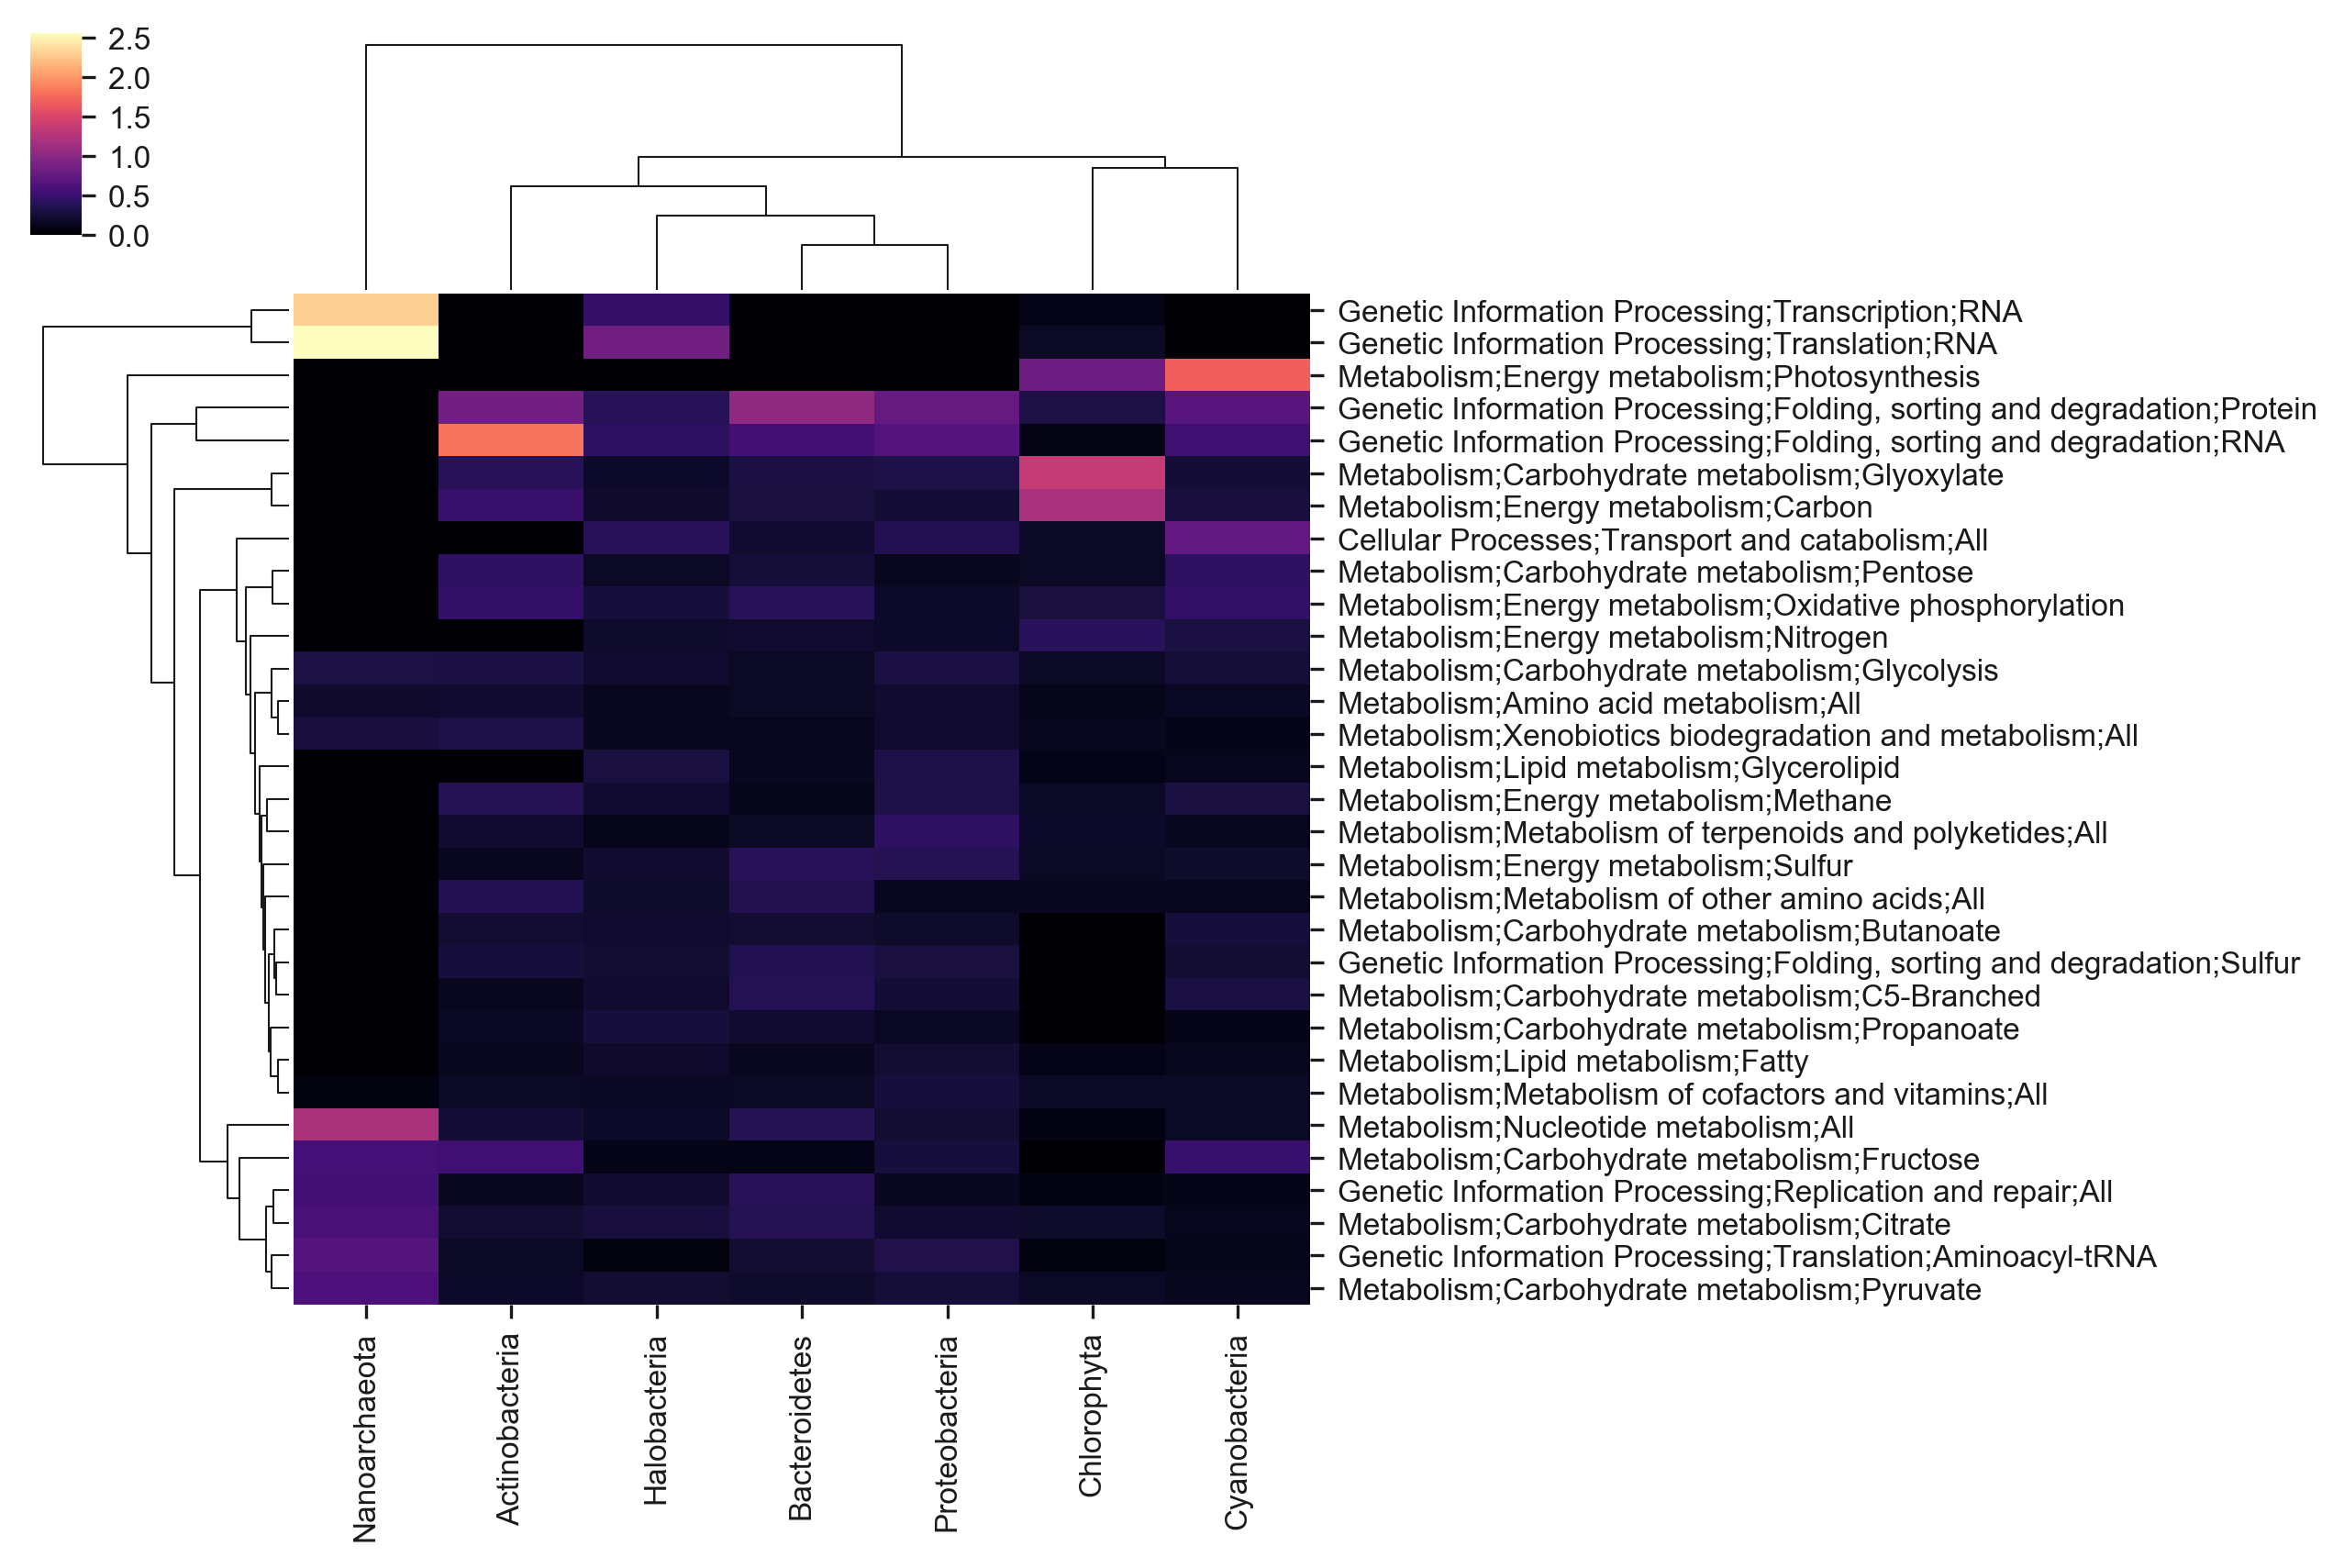 2.5
2.0
1.5
1.0
0.5
0.0
Genetic Information Processing;Transcription;RNA
Genetic Information Processing;Translation;RNA
Metabolism;Energy metabolism;Photosynthesis
Genetic Information Processing;Folding, sorting and degradation;Protein
Genetic Information Processing;Folding, sorting and degradation;RNA
Metabolism;Carbohydrate metabolism;Glyoxylate
Metabolism;Energy metabolism;Carbon
Cellular Processes;Transport and catabolism;All
Metabolism;Carbohydrate metabolism;Pentose
Metabolism;Energy metabolism;Oxidative phosphorylation
Metabolism;Energy metabolism;Nitrogen
Metabolism;Carbohydrate metabolism;Glycolysis
Metabolism;Amino acid metabolism;All
Metabolism;Xenobiotics biodegradation and metabolism;All
Metabolism;Lipid metabolism;Glycerolipid
Metabolism;Energy metabolism;Methane
Metabolism;Metabolism of terpenoids and polyketides;All
Metabolism;Energy metabolism;Sulfur
Metabolism;Metabolism of other amino acids;All
Metabolism;Carbohydrate metabolism;Butanoate
Genetic Information Processing;Folding, sorting and degradation;Sulfur
Metabolism;Carbohydrate metabolism;C5-Branched
Metabolism;Carbohydrate metabolism;Propanoate
Metabolism;Lipid metabolism;Fatty
Metabolism;Metabolism of cofactors and vitamins;All
Metabolism;Nucleotide metabolism;All
Metabolism;Carbohydrate metabolism;Fructose
Genetic Information Processing;Replication and repair;All
Metabolism;Carbohydrate metabolism;Citrate
Genetic Information Processing;Translation;Aminoacyl-tRNA
Metabolism;Carbohydrate metabolism;Pyruvate
Nanoarchaeota
Actinobacteria
Halobacteria
Bacteroidetes
Proteobacteria
Chlorophyta
Cyanobacteria